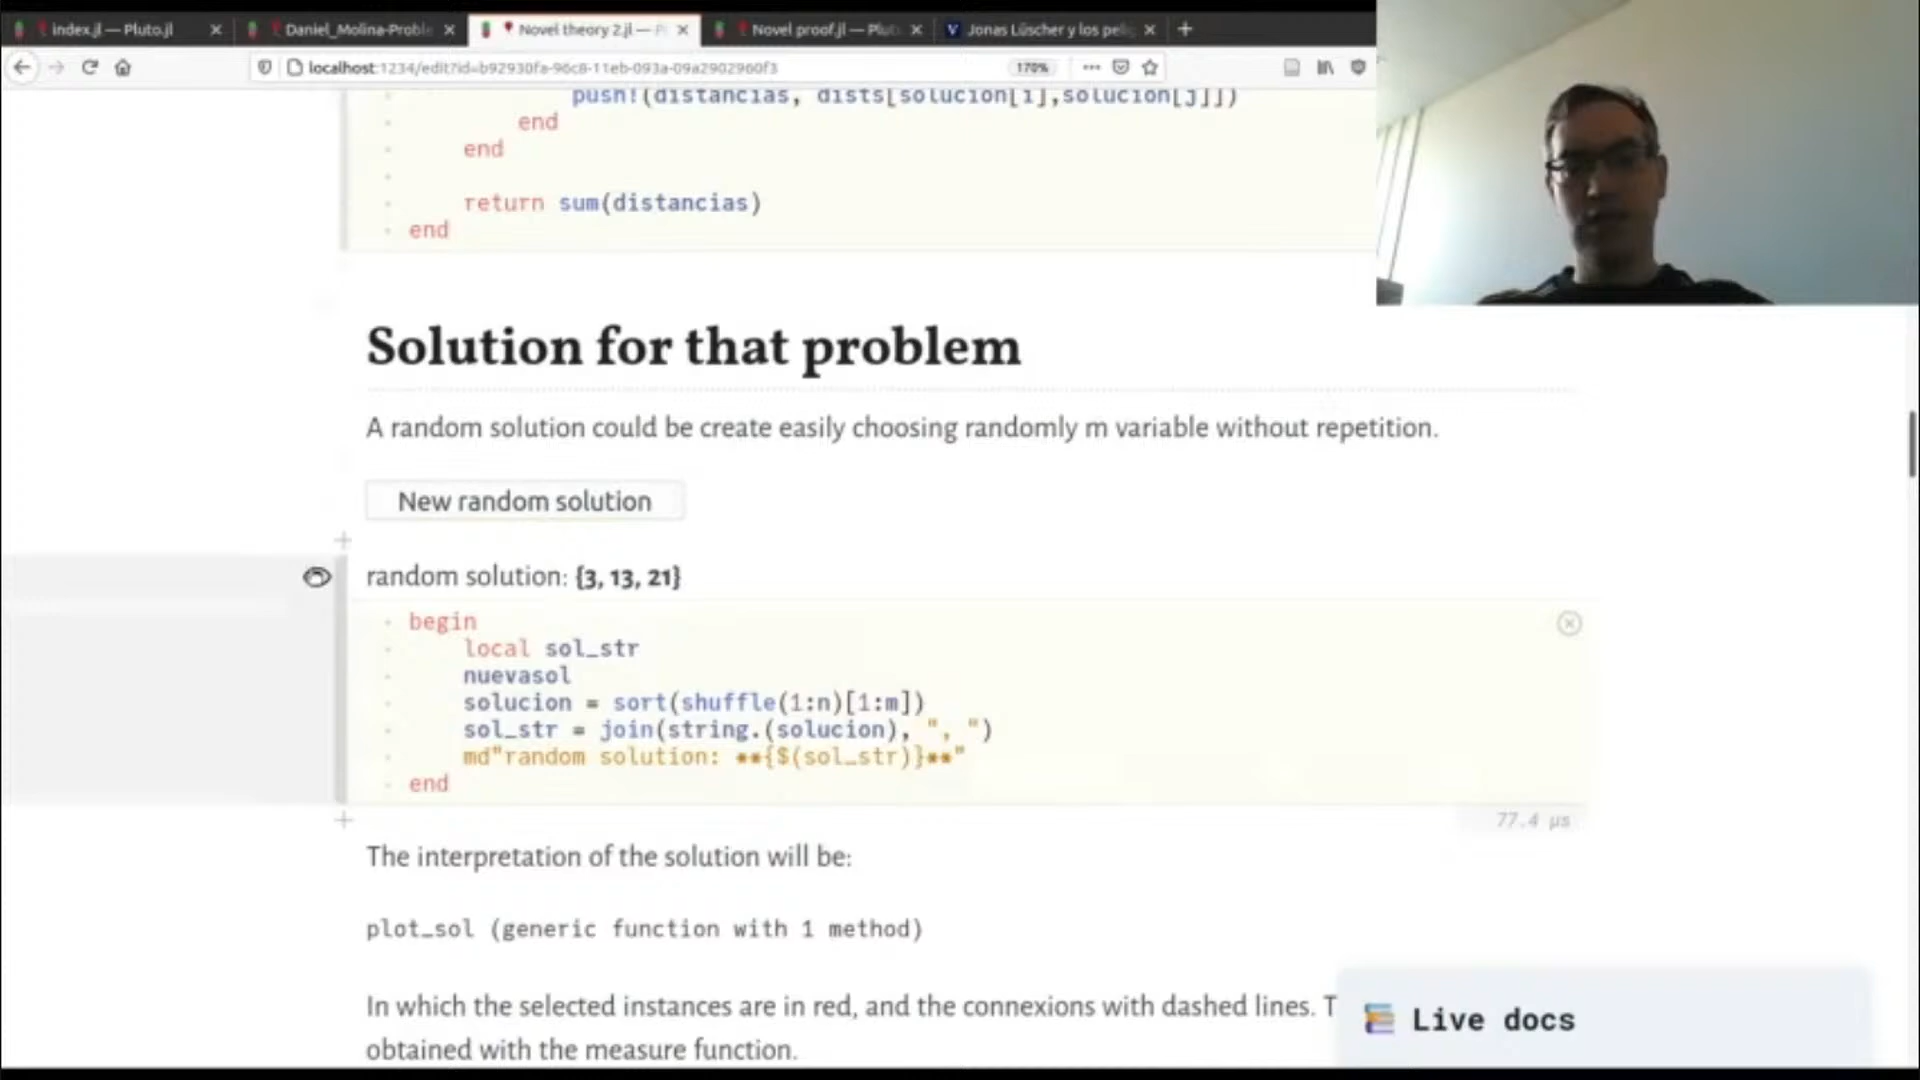 index.jl — Pluto.jl
Daniel_Molina-Proble
Novel theory 2.jl — P
Novel proof.jl — Pluto
Jonas Lüscher y los pelig
localhost:1234/edit?id=b92930fa-96c8-11eb-093a-09a2902960f3
170%
push!(distancias, dists[solucion[i],solucion[j]])
end
end
return sum(distancias)
end
Solution for that problem
A random solution could be create easily choosing randomly m variable without repetition.
New random solution
random solution: {3, 13, 21}
begin
local sol_str
nuevasol
solucion = sort(shuffle(1:n)[1:m])
sol_str = join(string.(solucion), ", ")
md"random solution: **{$(sol_str)}**"
end
77.4 μs
The interpretation of the solution will be:
plot_sol (generic function with 1 method)
In which the selected instances are in red, and the connexions with dashed lines. T
obtained with the measure function.
Live docs